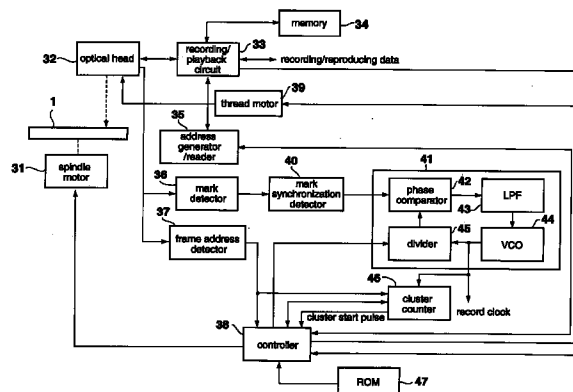 memory
34
33
32
optical head
recording/
playback
circuit
recording/reproducing data
39
thread motor
1
35
address
generator
/reader
31
spindle
motor
36
mark
detector
40
mark
synchronization
detector
41
phase
comparator
42
LPF
43
44
37
frame address
detector
divider
45
VCO
46
cluster
counter
record clock
cluster start pulse
38
controller
ROM
47